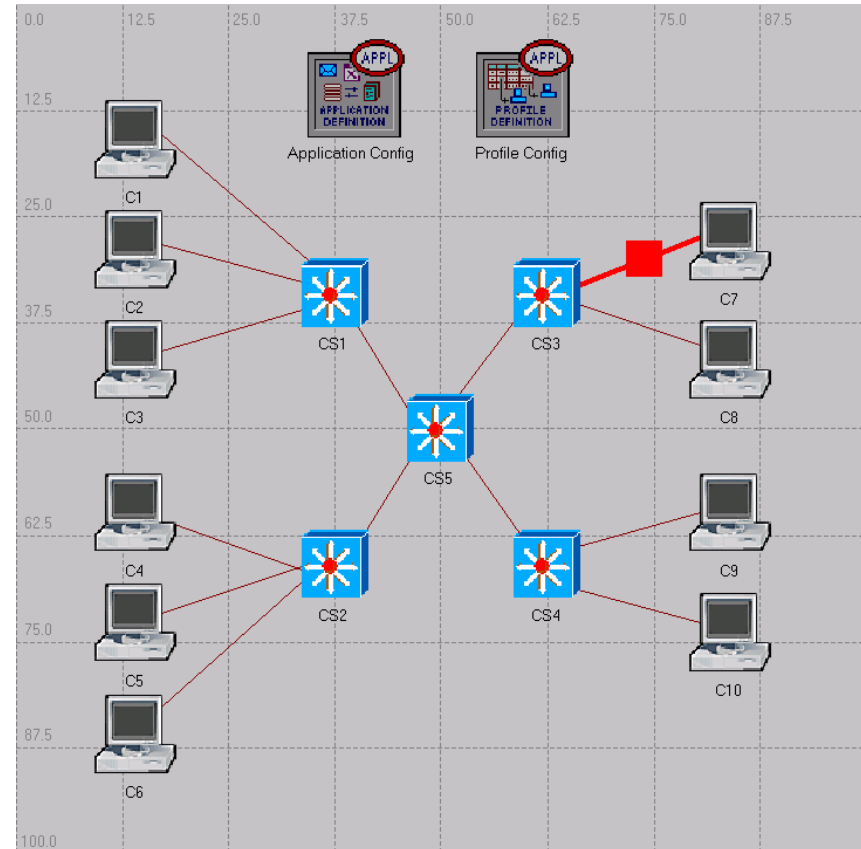 0.0 12.5 25.0 37.5 50.0 62.5 75.0 87.5
APPL APPL
APPLICATION
DEFINITION
PROFILE
DEFINITION
Application Config
Profile Config
12.5
C1
25.0
C2
C7
37.5
CS1
CS3
C3
C8
50.0
CS5
62.5
C4
C9
CS2
CS4
75.0
C5
C10
87.5
C6
100.0